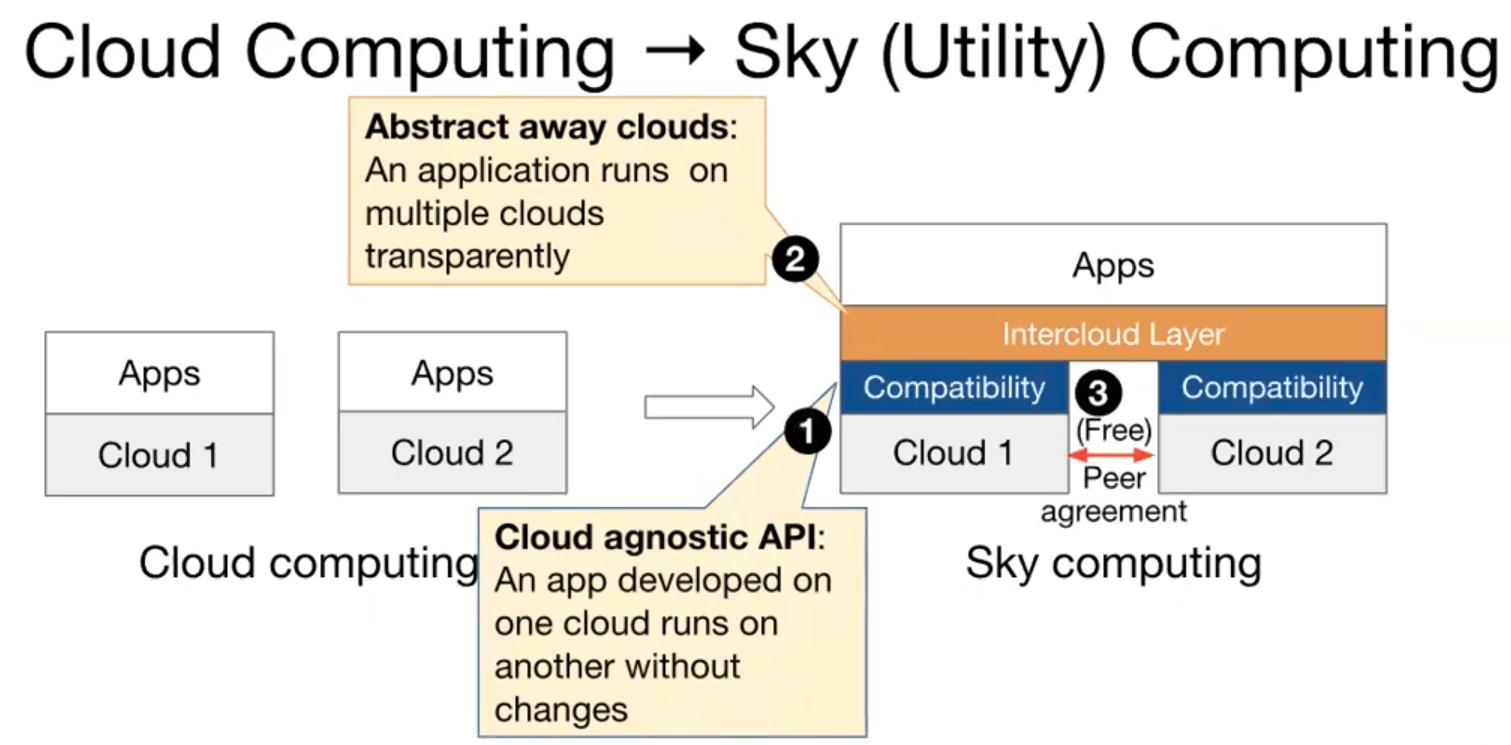 Cloud Computing → Sky (Utility) Computing
Abstract away clouds:
An application runs on
multiple clouds
transparently
2
Apps
Intercloud Layer
Compatibility
3
Compatibility
Apps
Apps
1
(Free)
Cloud 1
Cloud 2
Cloud 1
Cloud 2
Peer
agreement
Cloud computing
Cloud agnostic API:
An app developed on
one cloud runs on
another without
changes
Sky computing